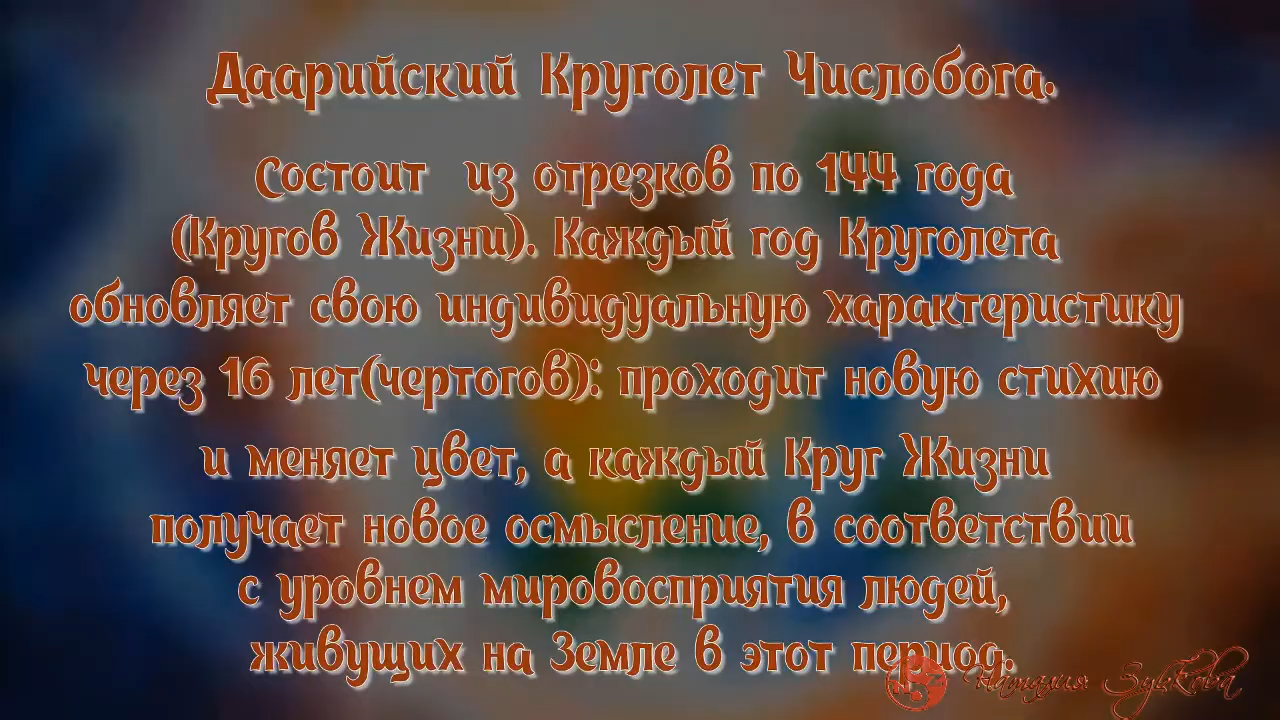 Даарийский Круголет Числобога.
Состоит из отрезков по 144 года
(Кругов Жизни). Каждый год Круголета
обновляет свою индивидуальную характеристику
через 16 лет(чертогов): проходит новую стихию
и меняет цвет, а каждый Круг Жизни
получает новое осмысление, в соответствии
с уровнем мировосприятия людей,
живущих на Земле в этот период.
Наталия Зубкова